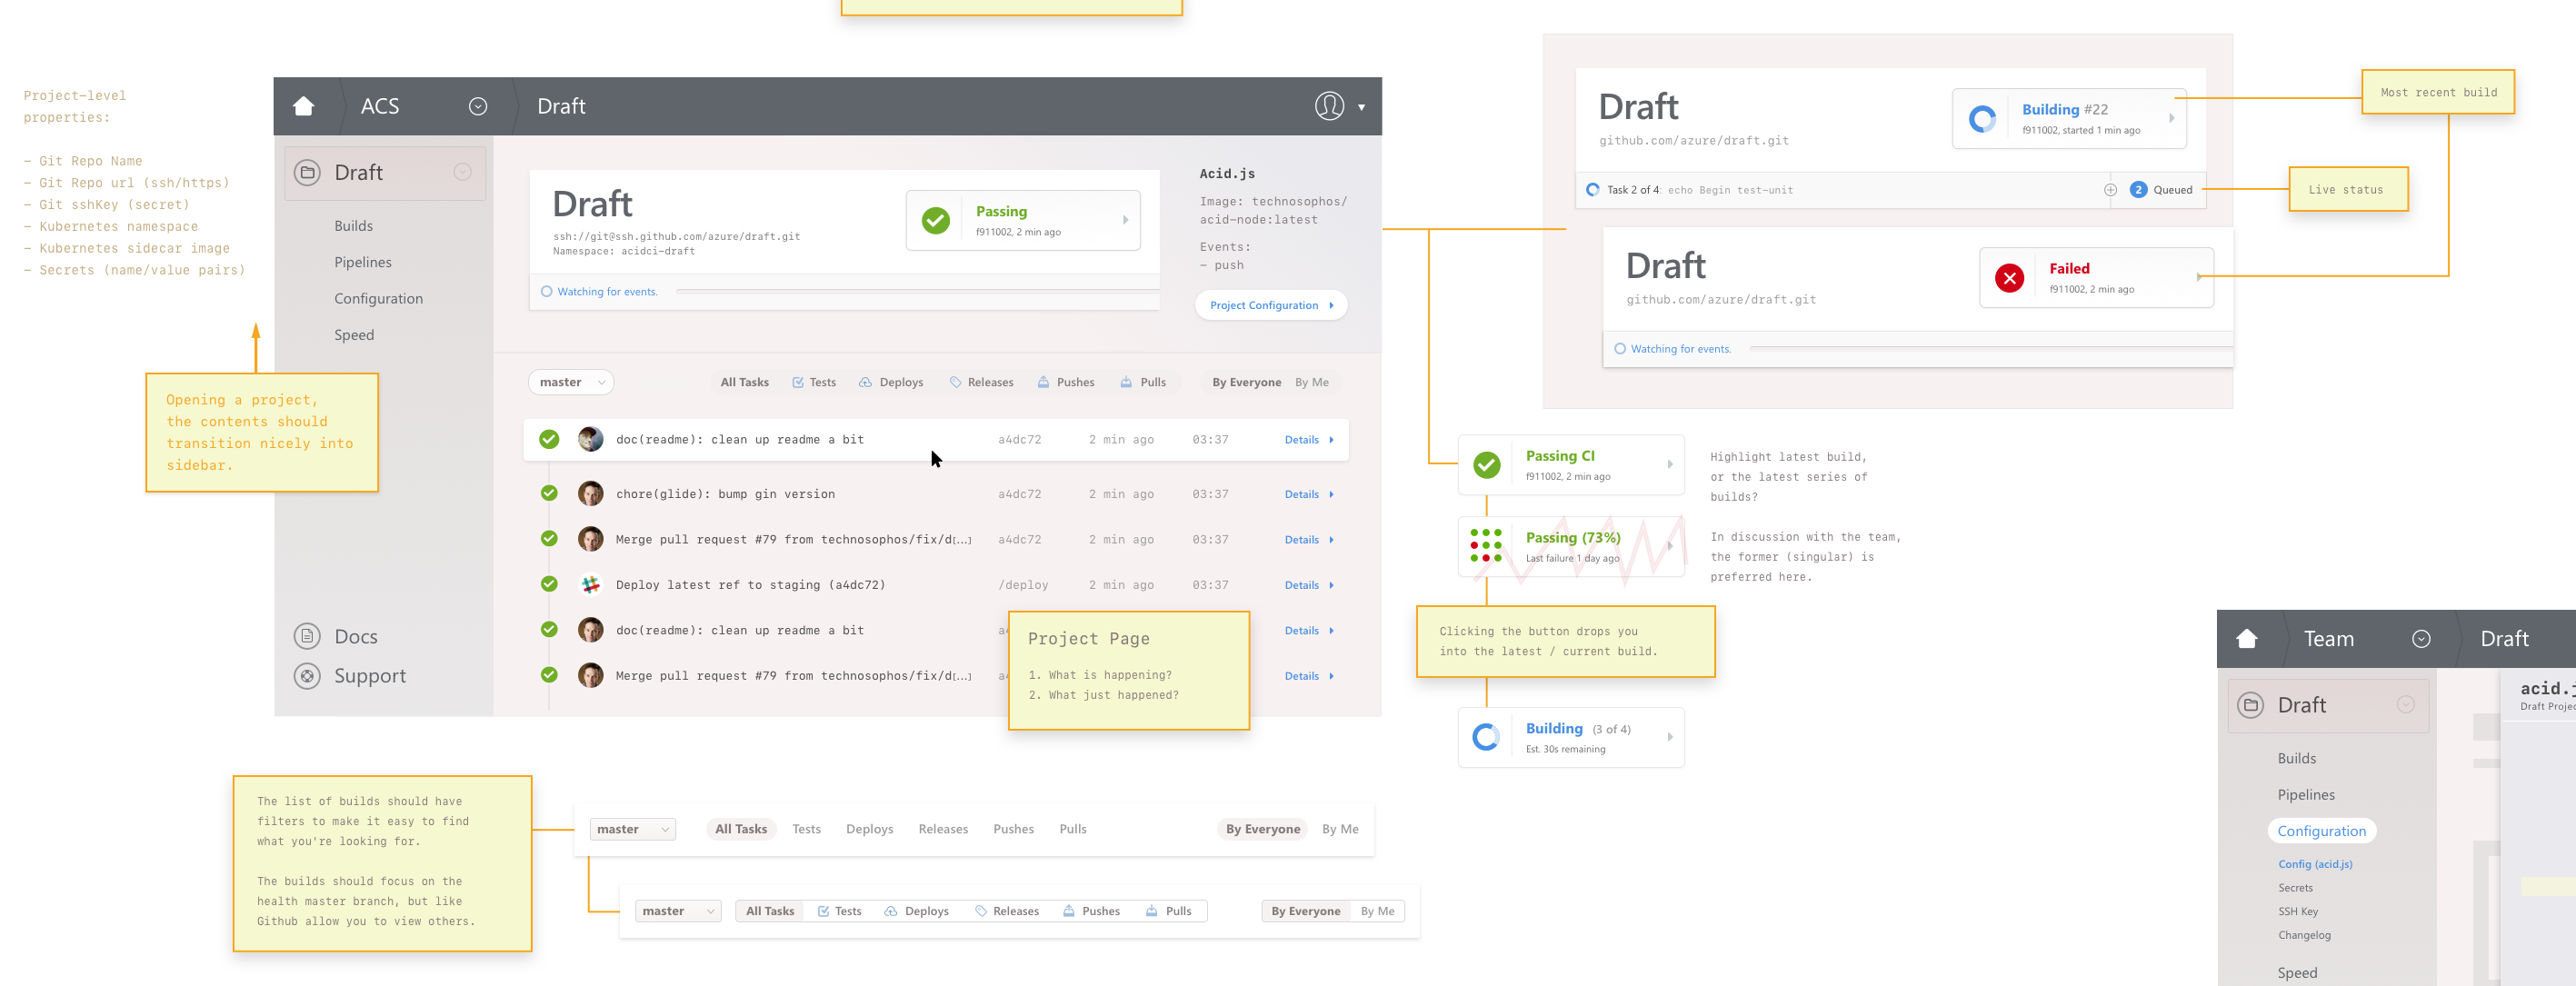 Project-level
properties:
- Git Repo Name
- Git Repo url (ssh/https)
- Git sshKey (secret)
- Kubernetes namespace
- Kubernetes sidecar image
- Secrets (name/value pairs)
Opening a project,
the contents should
transition nicely into
sidebar.
ACS
Draft
Draft
Builds
Pipelines
Configuration
Speed
Docs
Support
Draft
ssh://git@ssh.github.com/azure/draft.git
Namespace: acidci-draft
Passing
f911002, 2 min ago
Watching for events.
Acid.js
Image: technosophos/
acid-node:latest
Events:
- push
Project Configuration
master
All Tasks Tests Deploys Releases Pushes Pulls
By Everyone By Me
doc(readme): clean up readme a bit a4dc72 2 min ago 03:37 Details
chore(glide): bump gin version a4dc72 2 min ago 03:37 Details
Merge pull request #79 from technosophos/fix/d[...] a4dc72 2 min ago 03:37 Details
Deploy latest ref to staging (a4dc72) /deploy 2 min ago 03:37 Details
doc(readme): clean up readme a bit Details
Merge pull request #79 from technosophos/fix/d[...] Details
Project Page
1. What is happening?
2. What just happened?
The list of builds should have
filters to make it easy to find
what you're looking for.
The builds should focus on the
health master branch, but like
Github allow you to view others.
master All Tasks Tests Deploys Releases Pushes Pulls By Everyone By Me
master All Tasks Tests Deploys Releases Pushes Pulls By Everyone By Me
Draft
github.com/azure/draft.git
Building #22
f911002, started 1 min ago
Task 2 of 4: echo Begin test-unit
2 Queued
Most recent build
Live status
Draft
github.com/azure/draft.git
Failed
f911002, 2 min ago
Watching for events.
Passing CI
f911002, 2 min ago
Passing (73%)
Last failure 1 day ago
Highlight latest build,
or the latest series of
builds?
In discussion with the team,
the former (singular) is
preferred here.
Clicking the button drops you
into the latest / current build.
Building (3 of 4)
Est. 30s remaining
Team
Draft
Draft
Builds
Pipelines
Configuration
Config (acid.js)
Secrets
SSH Key
Changelog
Speed
acid.j
Draft Projec